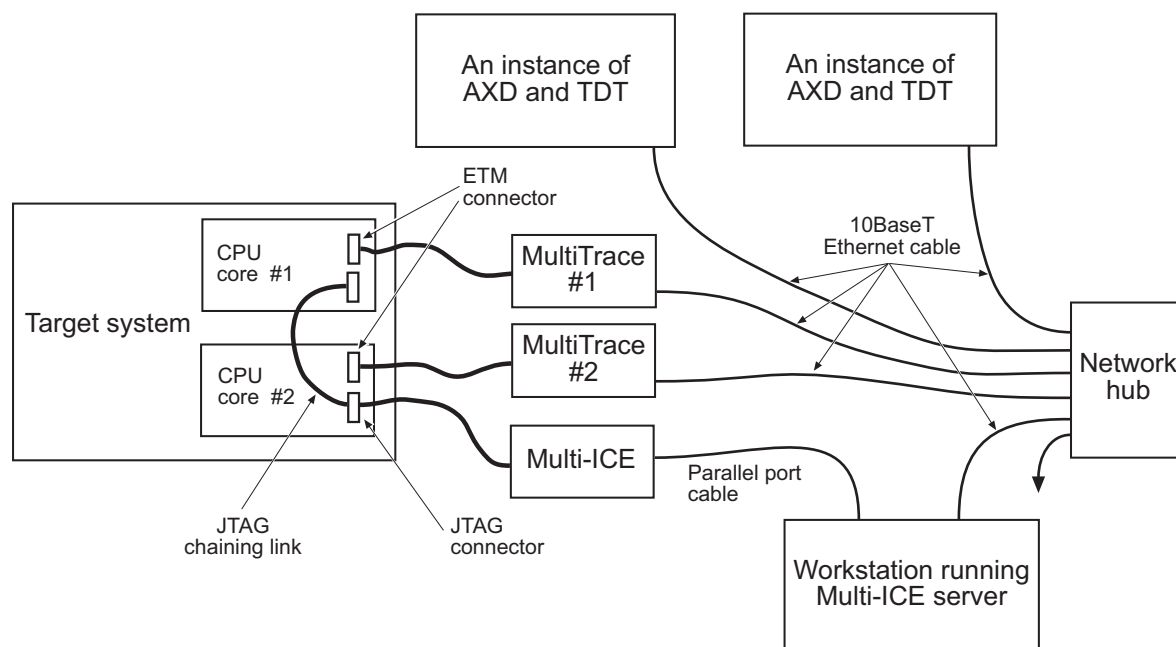 An instance of
AXD and TDT
An instance of
AXD and TDT
ETM
connector
10BaseT
Ethernet cable
CPU
core #1
MultiTrace
#1
Target system
MultiTrace
#2
CPU
core #2
Network
hub
Multi-ICE
Parallel port
cable
JTAG
chaining link
JTAG
connector
Workstation running
Multi-ICE server